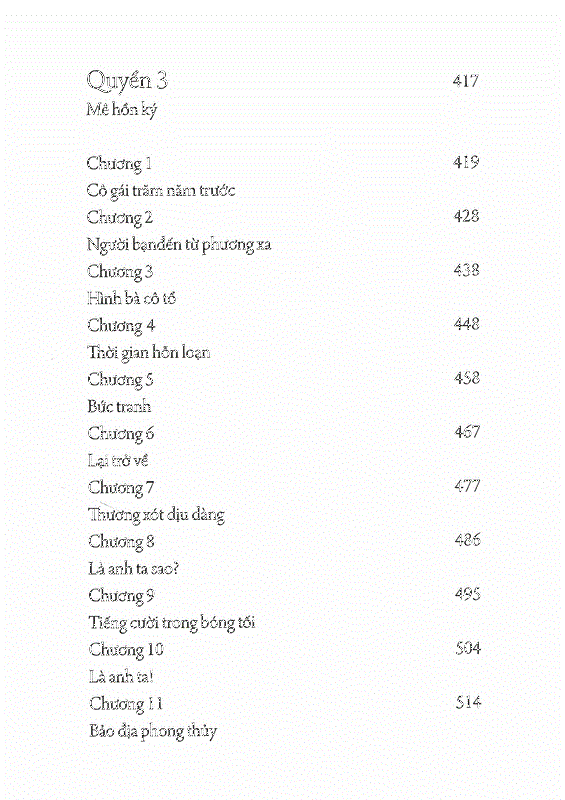 Quyển 3 417
Mê hồn ký
Chương 1 419
Cô gái trăm năm trước
Chương 2 428
Người bạn đến từ phương xa
Chương 3 438
Hình bà cô tổ
Chương 4 448
Thời gian hỗn loạn
Chương 5 458
Bức tranh
Chương 6 467
Lại trở về
Chương 7 477
Thương xót dịu dàng
Chương 8 486
Là anh ta sao?
Chương 9 495
Tiếng cười trong bóng tối
Chương 10 504
Là anh ta!
Chương 11 514
Bảo địa phong thủy